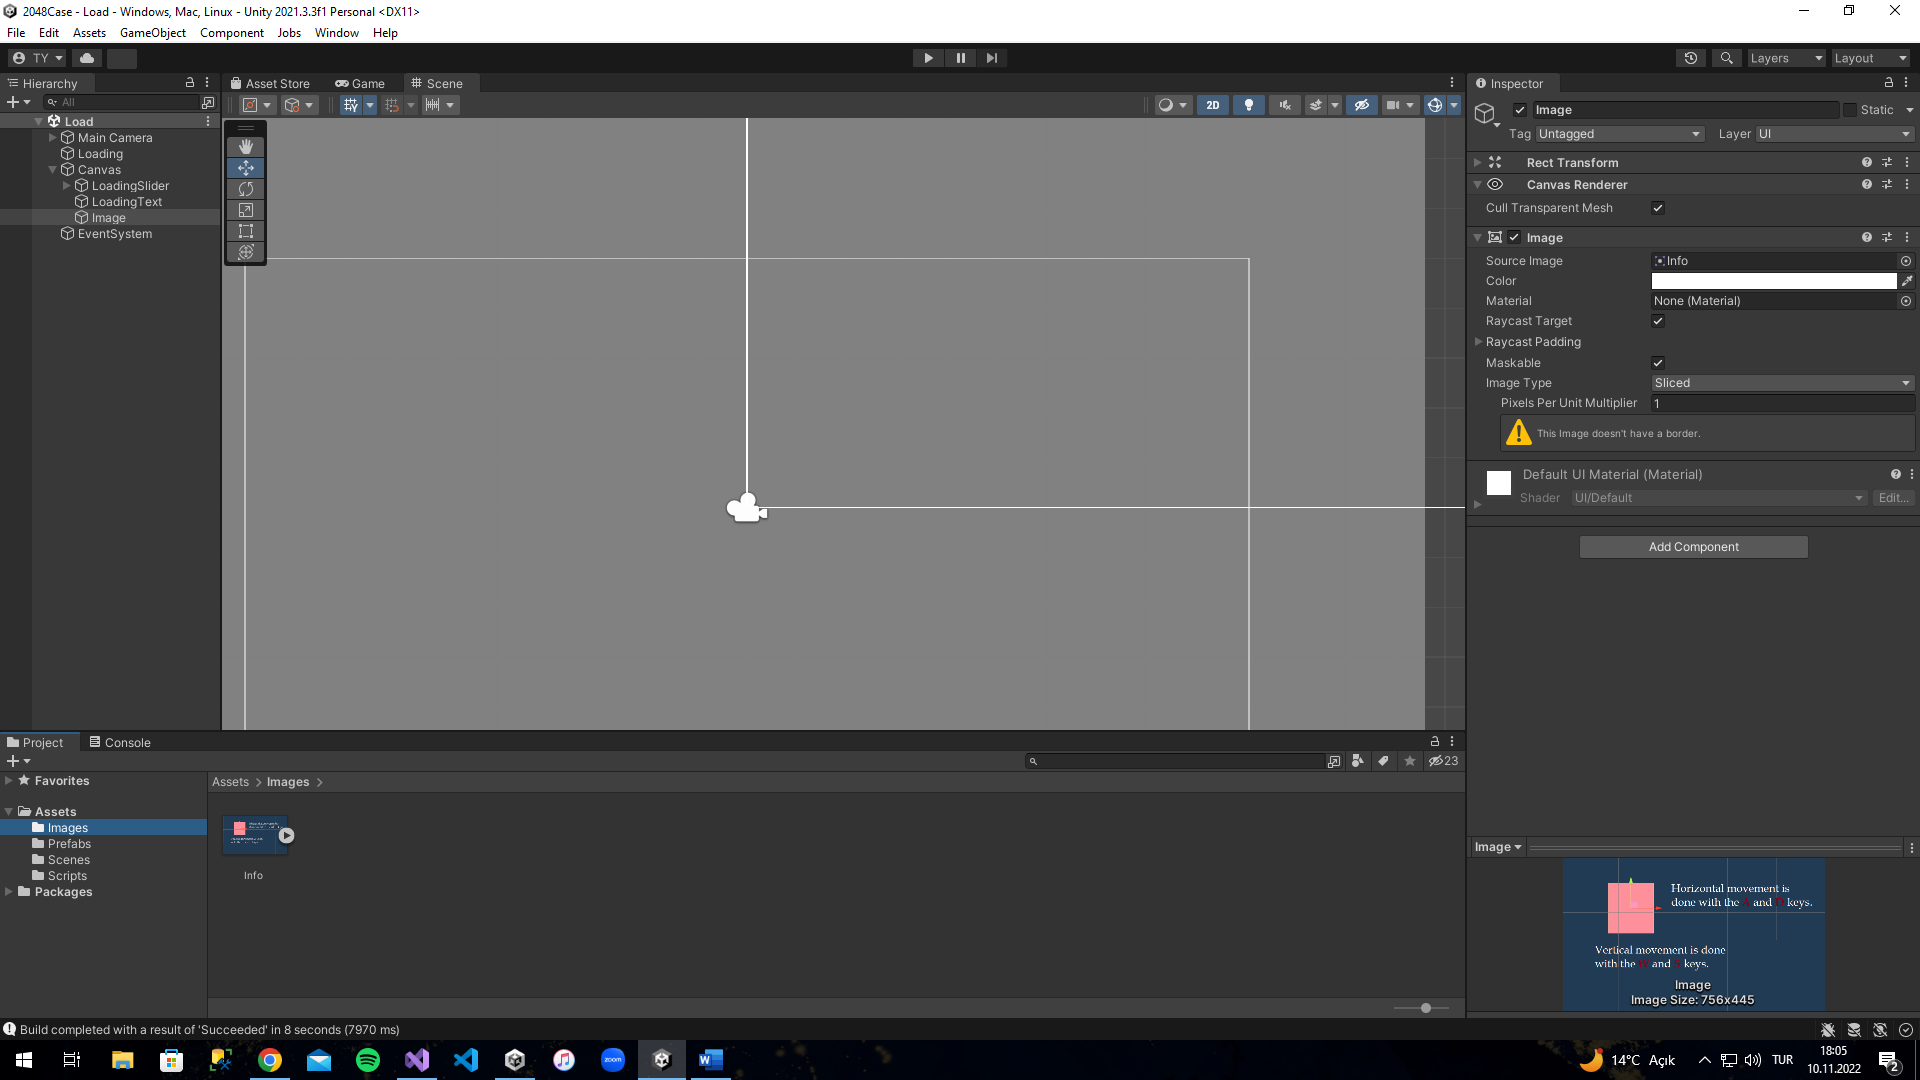 2048Case - Load - Windows, Mac, Linux - Unity 2021.3.3f1 Personal <DX11>
File Edit Assets GameObject Component Jobs Window Help
TY
Layers
Layout
Hierarchy
Asset Store
Game
Scene
Inspector
All
2D
Load
Main Camera
Loading
Canvas
LoadingSlider
LoadingText
Image
EventSystem
Image
Static
Tag Untagged
Layer UI
Rect Transform
Canvas Renderer
Cull Transparent Mesh
Image
Source Image Info
Color
Material None (Material)
Raycast Target
Raycast Padding
Maskable
Image Type Sliced
Pixels Per Unit Multiplier 1
This Image doesn't have a border.
Default UI Material (Material)
Shader UI/Default Edit...
Add Component
Project
Console
23
Favorites
Assets
Images
Prefabs
Scenes
Scripts
Packages
Assets > Images >
Info
Image
Horizontal movement is
done with the and keys.
Vertical movement is done
with the and keys.
Image
Image Size: 756x445
Build completed with a result of 'Succeeded' in 8 seconds (7970 ms)
zoom
14°C Açık
TUR
18:05
10.11.2022
2